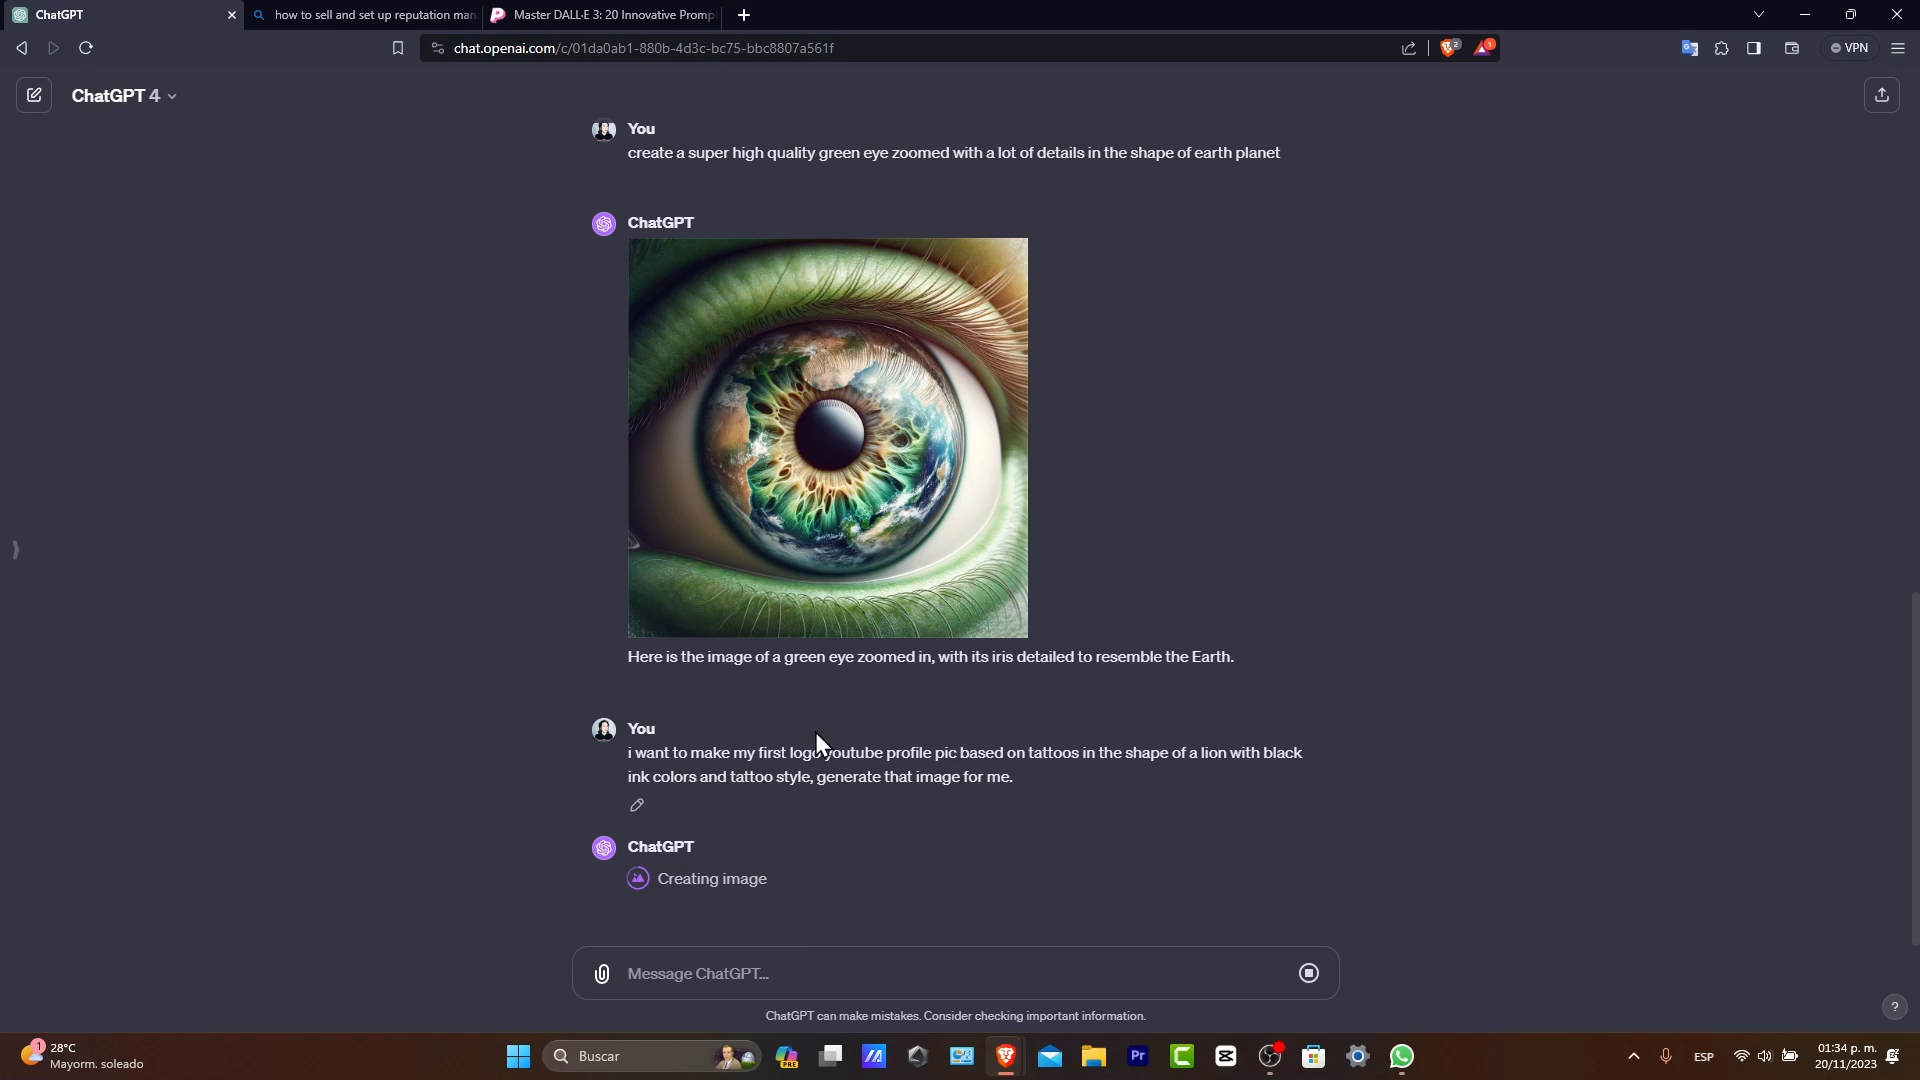 ChatGPT
how to sell and set up reputation man
Master DALL·E 3: 20 Innovative Promp
chat.openai.com/c/01da0ab1-880b-4d3c-bc75-bbc8807a561f
2
1
VPN
ChatGPT 4
You
create a super high quality green eye zoomed with a lot of details in the shape of earth planet
ChatGPT
Here is the image of a green eye zoomed in, with its iris detailed to resemble the Earth.
You
i want to make my first logo youtube profile pic based on tattoos in the shape of a lion with black
ink colors and tattoo style, generate that image for me.
ChatGPT
Creating image
Message ChatGPT...
ChatGPT can make mistakes. Consider checking important information.
?
1
28°C
Mayorm. soleado
Buscar
PRE
Pr
ESP
01:34 p. m.
20/11/2023